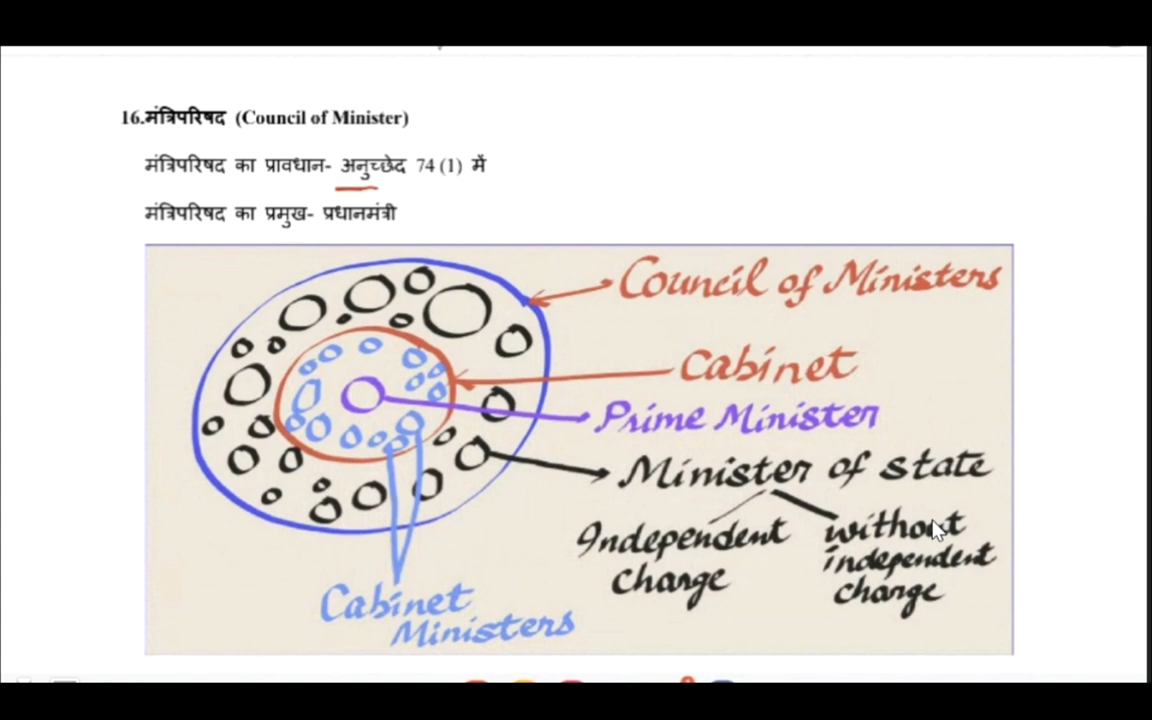 16.मंत्रिपरिषद (Council of Minister)
मंत्रिपरिषद का प्रावधान- अनुच्छेद 74 (1) में
मंत्रिपरिषद का प्रमुख- प्रधानमंत्री
Council of Ministers
Cabinet
Prime Minister
Minister of state
Independent charge
without independent charge
Cabinet Ministers